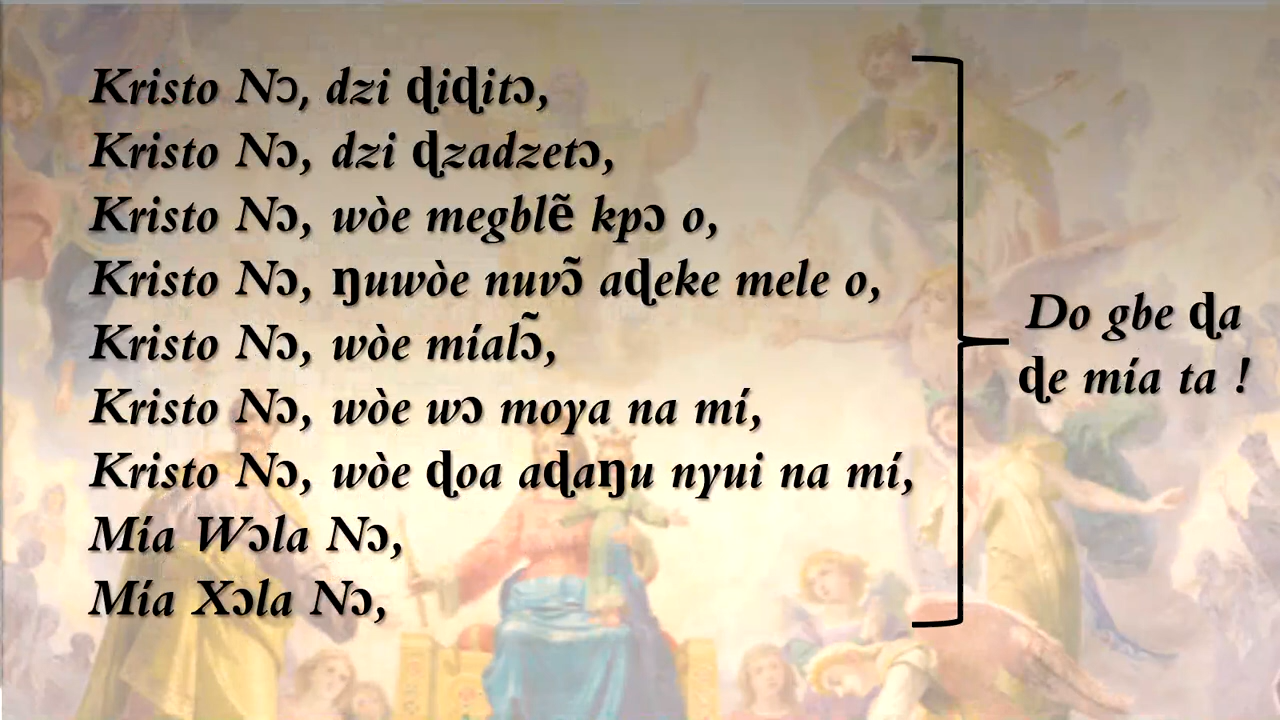 Kristo Nɔ, dzi ɖiɖitɔ,
Kristo Nɔ, dzi ɖzadzetɔ,
Kristo Nɔ, wòe megblẽ kpɔ o,
Kristo Nɔ, ŋuwòe nuvɔ̃ aɖeke mele o,
Kristo Nɔ, wòe míalɔ̃,
Kristo Nɔ, wòe wɔ moya na mí,
Kristo Nɔ, wòe ɖoa aɖaŋu nyui na mí,
Mía Wɔla Nɔ,
Mía Xɔla Nɔ,
Do gbe ɖa
ɖe mía ta !